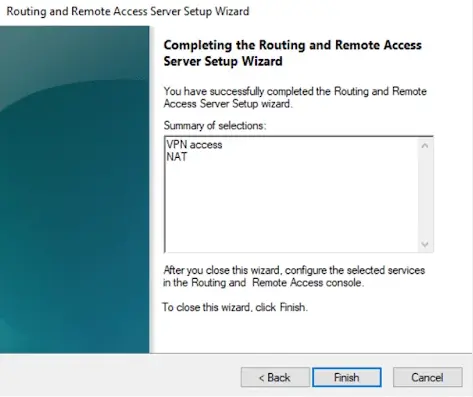 Routing and Remote Access Server Setup Wizard
Completing the Routing and Remote Access
Server Setup Wizard
You have successfully completed the Routing and Remote
Access Server Setup wizard.
Summary of selections:
VPN access
NAT
After you close this wizard, configure the selected services
in the Routing and Remote Access console.
To close this wizard, click Finish.
< Back
Finish
Cancel